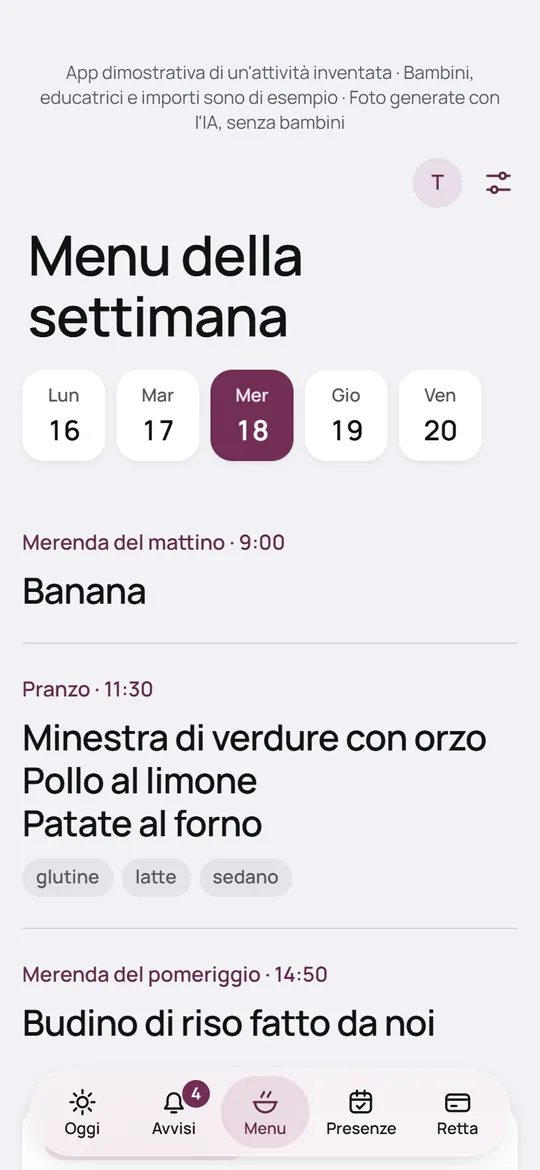 App dimostrativa di un'attività inventata · Bambini,
educatrici e importi sono di esempio · Foto generate con
l'IA, senza bambini
T
Menu della
settimana
Lun Mar Mer Gio Ven
16 17 18 19 20
Merenda del mattino · 9:00
Banana
Pranzo · 11:30
Minestra di verdure con orzo
Pollo al limone
Patate al forno
glutine latte sedano
Merenda del pomeriggio · 14:50
Budino di riso fatto da noi
4
Oggi Avvisi Menu Presenze Retta